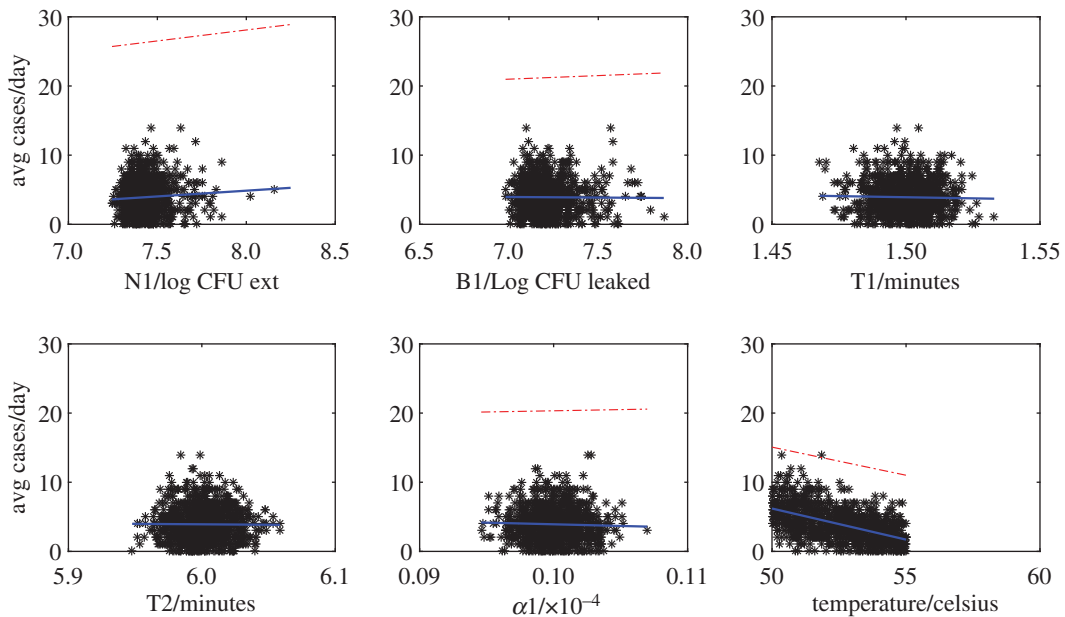 30
20
10
0
avg cases/day
7.0 7.5 8.0 8.5
N1/log CFU ext
30
20
10
0
6.5 7.0 7.5 8.0
B1/Log CFU leaked
30
20
10
0
1.45 1.50 1.55
T1/minutes
30
20
10
0
avg cases/day
5.9 6.0 6.1
T2/minutes
30
20
10
0
0.09 0.10 0.11
α1/×10⁻⁴
30
20
10
0
50 55 60
temperature/celsius